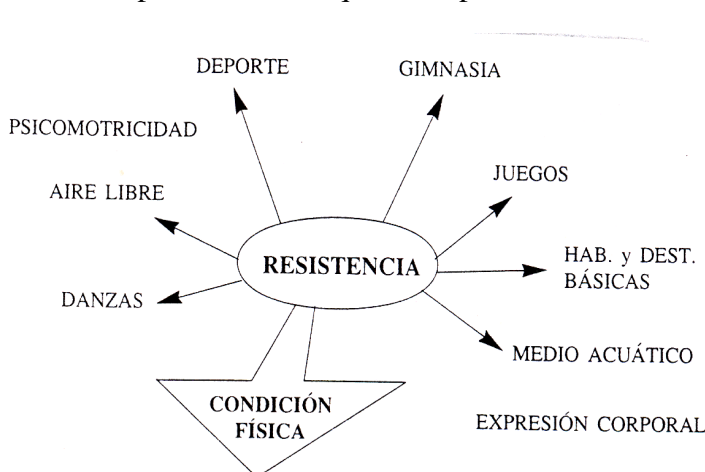 DEPORTE
GIMNASIA
PSICOMOTRICIDAD
JUEGOS
AIRE LIBRE
HAB. y DEST.
BÁSICAS
RESISTENCIA
DANZAS
MEDIO ACUÁTICO
CONDICIÓN
FÍSICA
EXPRESIÓN CORPORAL